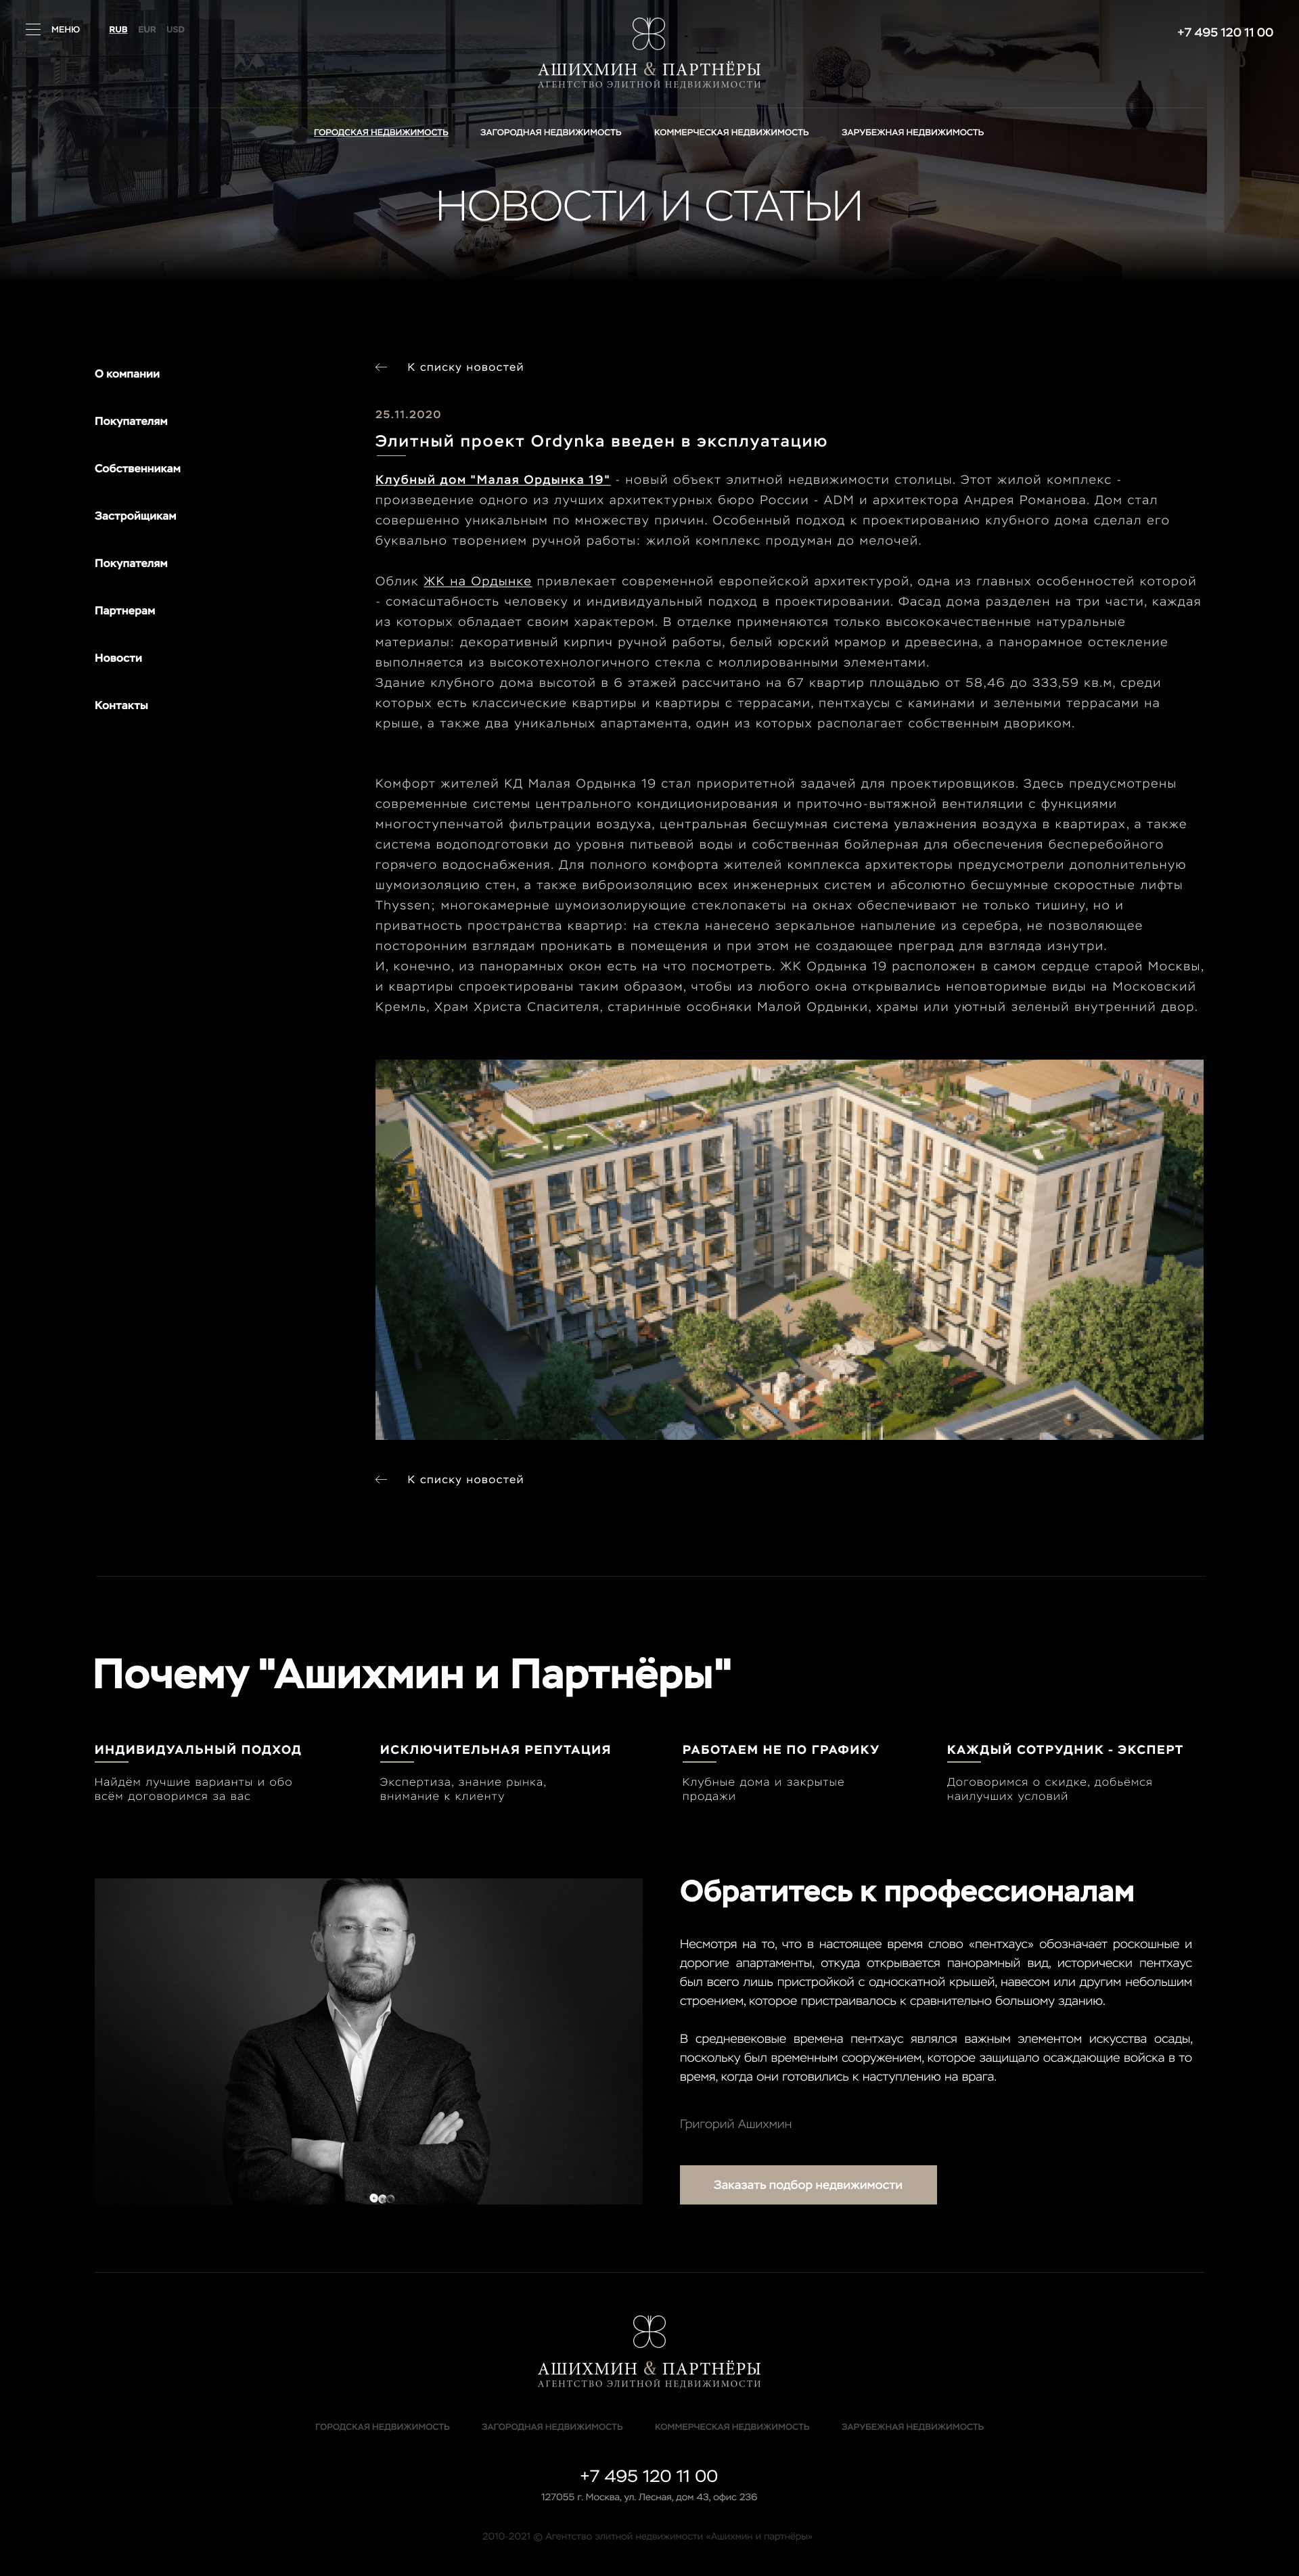 МЕНЮ RUB EUR USD
+7 495 120 11 00
АШИХМИН & ПАРТНЁРЫ
АГЕНТСТВО ЭЛИТНОЙ НЕДВИЖИМОСТИ
ГОРОДСКАЯ НЕДВИЖИМОСТЬ ЗАГОРОДНАЯ НЕДВИЖИМОСТЬ КОММЕРЧЕСКАЯ НЕДВИЖИМОСТЬ ЗАРУБЕЖНАЯ НЕДВИЖИМОСТЬ
НОВОСТИ И СТАТЬИ
О компании
Покупателям
Собственникам
Застройщикам
Покупателям
Партнерам
Новости
Контакты
К списку новостей
25.11.2020
Элитный проект Ordynka введен в эксплуатацию
Клубный дом "Малая Ордынка 19" - новый объект элитной недвижимости столицы. Этот жилой комплекс -
произведение одного из лучших архитектурных бюро России - ADM и архитектора Андрея Романова. Дом стал
совершенно уникальным по множеству причин. Особенный подход к проектированию клубного дома сделал его
буквально творением ручной работы: жилой комплекс продуман до мелочей.
Облик ЖК на Ордынке привлекает современной европейской архитектурой, одна из главных особенностей которой
- сомасштабность человеку и индивидуальный подход в проектировании. Фасад дома разделен на три части, каждая
из которых обладает своим характером. В отделке применяются только высококачественные натуральные
материалы: декоративный кирпич ручной работы, белый юрский мрамор и древесина, а панорамное остекление
выполняется из высокотехнологичного стекла с моллированными элементами.
Здание клубного дома высотой в 6 этажей рассчитано на 67 квартир площадью от 58,46 до 333,59 кв.м, среди
которых есть классические квартиры и квартиры с террасами, пентхаусы с каминами и зелеными террасами на
крыше, а также два уникальных апартамента, один из которых располагает собственным двориком.
Комфорт жителей КД Малая Ордынка 19 стал приоритетной задачей для проектировщиков. Здесь предусмотрены
современные системы центрального кондиционирования и приточно-вытяжной вентиляции с функциями
многоступенчатой фильтрации воздуха, центральная бесшумная система увлажнения воздуха в квартирах, а также
система водоподготовки до уровня питьевой воды и собственная бойлерная для обеспечения бесперебойного
горячего водоснабжения. Для полного комфорта жителей комплекса архитекторы предусмотрели дополнительную
шумоизоляцию стен, а также виброизоляцию всех инженерных систем и абсолютно бесшумные скоростные лифты
Thyssen; многокамерные шумоизолирующие стеклопакеты на окнах обеспечивают не только тишину, но и
приватность пространства квартир: на стекла нанесено зеркальное напыление из серебра, не позволяющее
посторонним взглядам проникать в помещения и при этом не создающее преград для взгляда изнутри.
И, конечно, из панорамных окон есть на что посмотреть. ЖК Ордынка 19 расположен в самом сердце старой Москвы,
и квартиры спроектированы таким образом, чтобы из любого окна открывались неповторимые виды на Московский
Кремль, Храм Христа Спасителя, старинные особняки Малой Ордынки, храмы или уютный зеленый внутренний двор.
К списку новостей
Почему "Ашихмин и Партнёры"
ИНДИВИДУАЛЬНЫЙ ПОДХОД
Найдём лучшие варианты и обо
всём договоримся за вас
ИСКЛЮЧИТЕЛЬНАЯ РЕПУТАЦИЯ
Экспертиза, знание рынка,
внимание к клиенту
РАБОТАЕМ НЕ ПО ГРАФИКУ
Клубные дома и закрытые
продажи
КАЖДЫЙ СОТРУДНИК - ЭКСПЕРТ
Договоримся о скидке, добьёмся
наилучших условий
Обратитесь к профессионалам
Несмотря на то, что в настоящее время слово «пентхаус» обозначает роскошные и
дорогие апартаменты, откуда открывается панорамный вид, исторически пентхаус
был всего лишь пристройкой с односкатной крышей, навесом или другим небольшим
строением, которое пристраивалось к сравнительно большому зданию.
В средневековые времена пентхаус являлся важным элементом искусства осады,
поскольку был временным сооружением, которое защищало осаждающие войска в то
время, когда они готовились к наступлению на врага.
Григорий Ашихмин
Заказать подбор недвижимости
АШИХМИН & ПАРТНЁРЫ
АГЕНТСТВО ЭЛИТНОЙ НЕДВИЖИМОСТИ
ГОРОДСКАЯ НЕДВИЖИМОСТЬ ЗАГОРОДНАЯ НЕДВИЖИМОСТЬ КОММЕРЧЕСКАЯ НЕДВИЖИМОСТЬ ЗАРУБЕЖНАЯ НЕДВИЖИМОСТЬ
+7 495 120 11 00
127055 г. Москва, ул. Лесная, дом 43, офис 236
2010-2021 © Агентство элитной недвижимости «Ашихмин и партнёры»